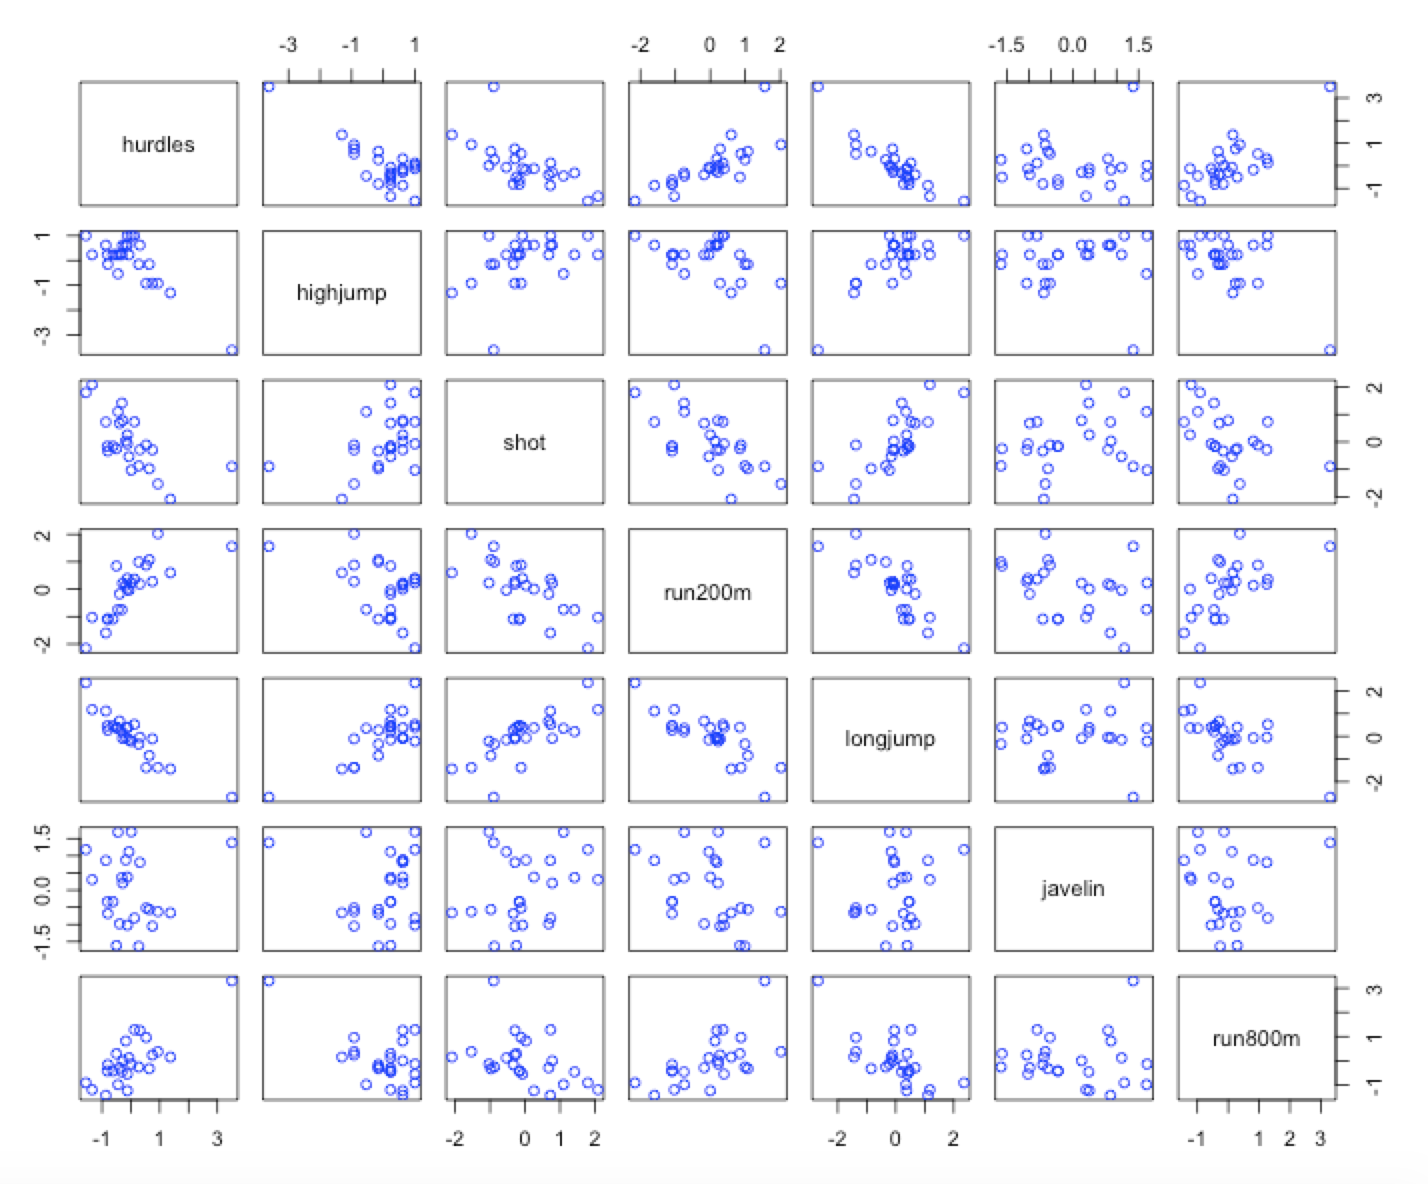 -3 -1 1 -2 0 1 2 -1.5 0.0 1.5
hurdles
-1 1 3
highjump
-3 -1 1
shot
-2 0 2
run200m
-2 0 2
longjump
-2 0 2
javelin
-1.5 0.0 1.5
run800m
-1 1 3
-1 1 3 -2 0 1 2 -2 0 2 -1 1 2 3